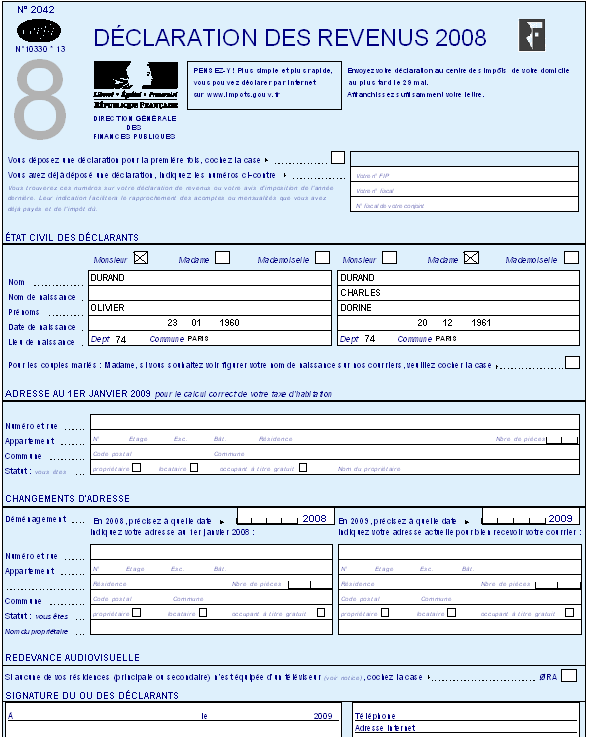 N° 2042
N° 10330 * 13
DÉCLARATION DES REVENUS 2008
8
Liberté • Égalité • Fraternité
RÉPUBLIQUE FRANÇAISE
DIRECTION GÉNÉRALE
DES
FINANCES PUBLIQUES
PENSEZ-Y ! Plus simple et plus rapide,
vous pouvez déclarer par Internet
sur www.impots.gouv.fr
Envoyez votre déclaration au centre des impôts de votre domicile
au plus tard le 29 mai.
Affranchissez suffisamment votre lettre.
Vous déposez une déclaration pour la première fois, cochez la case
Vous avez déjà déposé une déclaration, indiquez les numéros ci-contre
Vous trouverez ces numéros sur votre déclaration de revenus ou votre avis d'imposition de l'année
dernière. Leur indication facilitera le rapprochement des acomptes ou mensualités que vous avez
déjà payés et de l'impôt dû.
Votre n° FIP
Votre n° fiscal
N° fiscal de votre conjoint
ÉTAT CIVIL DES DÉCLARANTS
Monsieur Madame Mademoiselle Monsieur Madame Mademoiselle
Nom DURAND DURAND
Nom de naissance CHARLES
Prénoms OLIVIER DORINE
Date de naissance 23 01 1960 20 12 1961
Lieu de naissance Dept 74 Commune PARIS Dept 74 Commune PARIS
Pour les couples mariés : Madame, si vous souhaitez voir figurer votre nom de naissance sur nos courriers, veuillez cocher la case
ADRESSE AU 1ER JANVIER 2009 pour le calcul correct de votre taxe d'habitation
Numéro et rue
Appartement N° Etage Esc. Bât. Résidence Nbre de pièces
Commune Code postal Commune
Statut : vous êtes propriétaire locataire occupant à titre gratuit Nom du propriétaire
CHANGEMENTS D'ADRESSE
Déménagement En 2008, précisez à quelle date 2008 En 2009, précisez à quelle date 2009
Indiquez votre adresse au 1er janvier 2008 : Indiquez votre adresse actuelle pour bien recevoir votre courrier :
Numéro et rue
Appartement N° Etage Esc. Bât. N° Etage Esc. Bât.
Résidence Nbre de pièces Résidence Nbre de pièces
Commune Code postal Commune Code postal Commune
Statut : vous êtes propriétaire locataire occupant à titre gratuit propriétaire locataire occupant à titre gratuit
Nom du propriétaire
REDEVANCE AUDIOVISUELLE
Si aucune de vos résidences (principale ou secondaire) n'est équipée d'un téléviseur (voir notice), cochez la case ØRA
SIGNATURE DU OU DES DÉCLARANTS
A le 2009 Téléphone
Adresse Internet